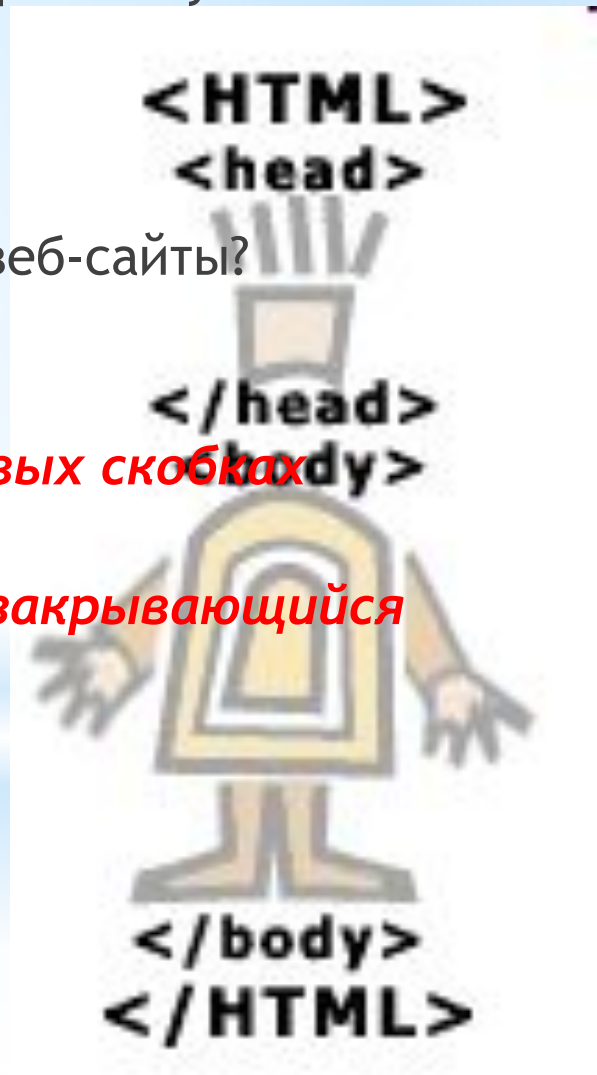 <HTML>
<head>
веб-сайты?
</head>
<body>
вых скобках
закрывающийся
</body>
</HTML>